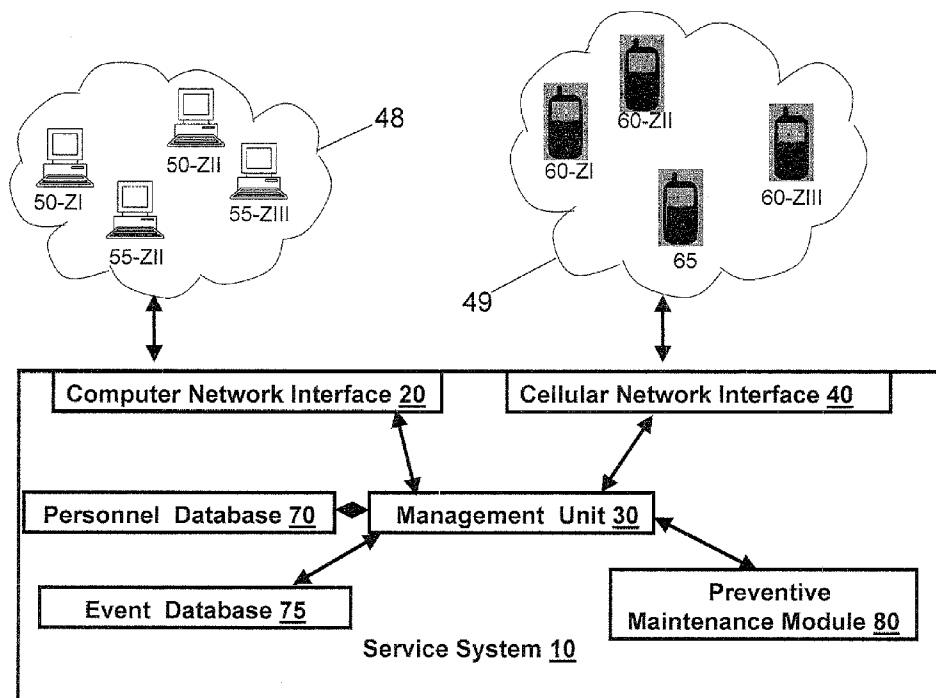 48
50-ZI
50-ZII
55-ZII
55-ZIII
60-ZI
60-ZII
60-ZIII
65
49
Computer Network Interface 20
Cellular Network Interface 40
Personnel Database 70
Management Unit 30
Event Database 75
Preventive
Maintenance Module 80
Service System 10